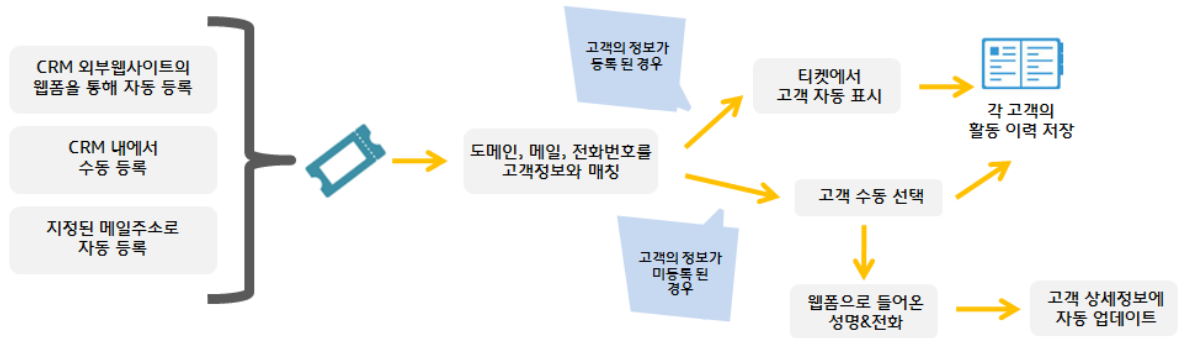 CRM 외부웹사이트의
웹폼을 통해 자동 등록
CRM 내에서
수동 등록
지정된 메일주소로
자동 등록
도메인, 메일, 전화번호를
고객정보와 매칭
고객의 정보가
등록 된 경우
티켓에서
고객 자동 표시
각 고객의
활동 이력 저장
고객의 정보가
미등록 된
경우
고객 수동 선택
웹폼으로 들어온
성명&전화
고객 상세정보에
자동 업데이트